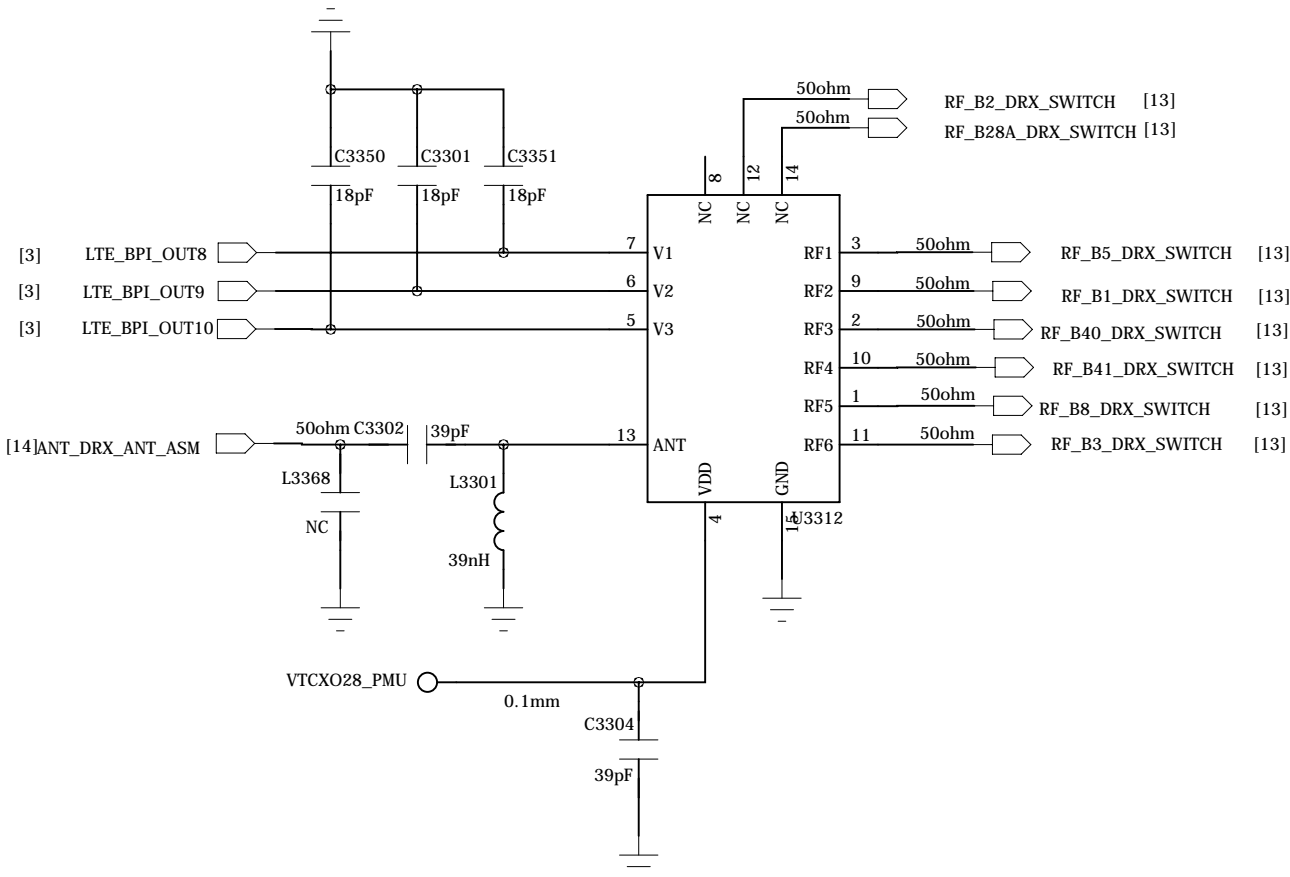 50ohm
RF_B2_DRX_SWITCH [13]
50ohm
RF_B28A_DRX_SWITCH [13]
C3350 C3301 C3351
18pF 18pF 18pF
8 12 14
NC NC NC
[3] LTE_BPI_OUT8 7 V1
[3] LTE_BPI_OUT9 6 V2
[3] LTE_BPI_OUT10 5 V3
RF1 3 50ohm RF_B5_DRX_SWITCH [13]
RF2 9 50ohm RF_B1_DRX_SWITCH [13]
RF3 2 50ohm RF_B40_DRX_SWITCH [13]
RF4 10 50ohm RF_B41_DRX_SWITCH [13]
RF5 1 50ohm RF_B8_DRX_SWITCH [13]
RF6 11 50ohm RF_B3_DRX_SWITCH [13]
[14]ANT_DRX_ANT_ASM 50ohm C3302 39pF 13 ANT
L3368 L3301
NC
39nH
VDD GND
4 15 U3312
VTCXO28_PMU
0.1mm
C3304
39pF